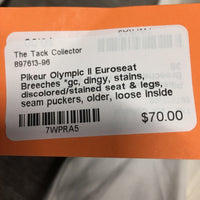 The Tack Collector
897613-96
Pikeur Olympic II Euroseat
Breeches *gc, dingy, stains,
discolored/stained seat & legs,
seam puckers, older, loose inside
7WPRA5
$70.00